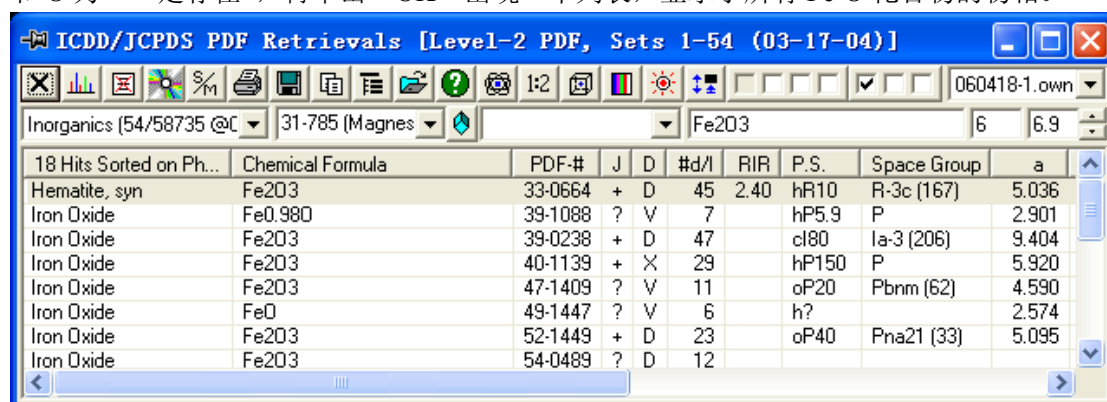 ICDD/JCPDS PDF Retrievals [Level-2 PDF, Sets 1-54 (03-17-04)]
S/M 1:2 060418-1.own
Inorganics (54/58735 @C 31-785 (Magnes Fe2O3 6 6.9
18 Hits Sorted on Ph... Chemical Formula PDF-# J D #d/I RIR P.S. Space Group a
Hematite, syn Fe2O3 33-0664 + D 45 2.40 hR10 R-3c (167) 5.036
Iron Oxide Fe0.98O 39-1088 ? V 7 hP5.9 P 2.901
Iron Oxide Fe2O3 39-0238 + D 47 cI80 Ia-3 (206) 9.404
Iron Oxide Fe2O3 40-1139 + X 29 hP150 P 5.920
Iron Oxide Fe2O3 47-1409 ? V 11 oP20 Pbnm (62) 4.590
Iron Oxide FeO 49-1447 ? V 6 h? 2.574
Iron Oxide Fe2O3 52-1449 + D 23 oP40 Pna21 (33) 5.095
Iron Oxide Fe2O3 54-0489 ? D 12